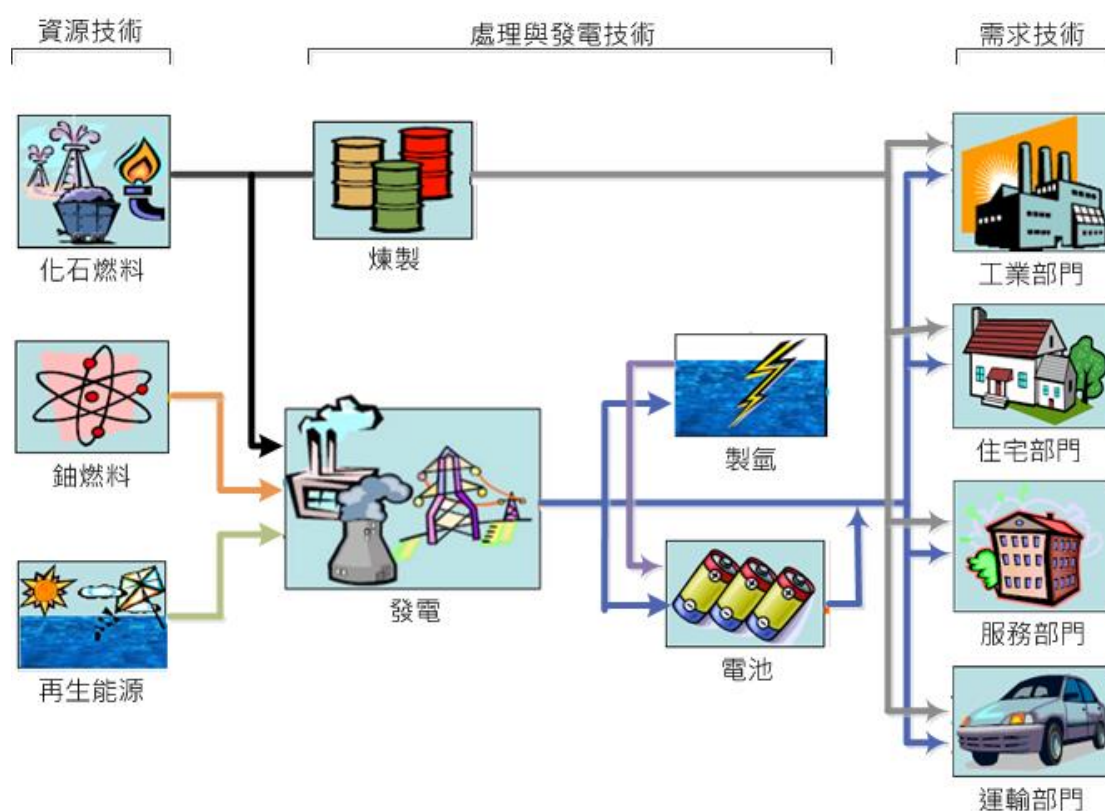 資源技術
處理與發電技術
需求技術
化石燃料
煉製
工業部門
鈾燃料
製氫
住宅部門
再生能源
發電
電池
服務部門
運輸部門